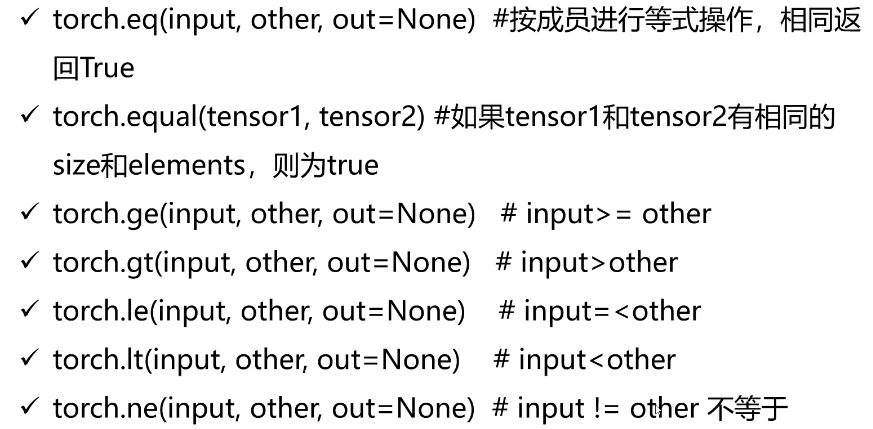 ✓ torch.eq(input, other, out=None) #按成员进行等式操作，相同返
回True
✓ torch.equal(tensor1, tensor2) #如果tensor1和tensor2有相同的
size和elements，则为true
✓ torch.ge(input, other, out=None) # input>= other
✓ torch.gt(input, other, out=None) # input>other
✓ torch.le(input, other, out=None) # input=<other
✓ torch.lt(input, other, out=None) # input<other
✓ torch.ne(input, other, out=None) # input != other 不等于